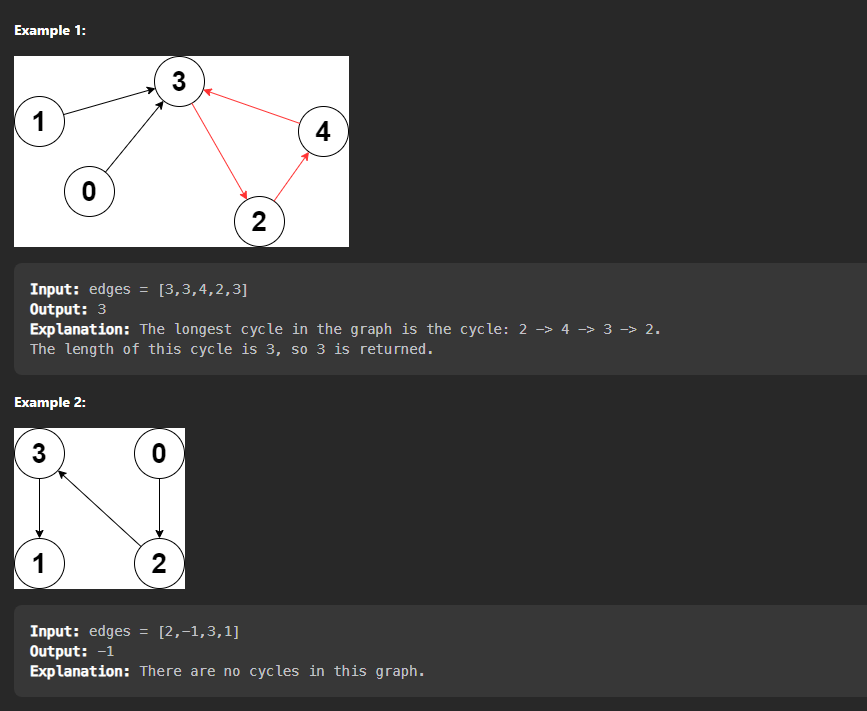 Example 1:
3
1
4
0
2
Input: edges = [3,3,4,2,3]
Output: 3
Explanation: The longest cycle in the graph is the cycle: 2 -> 4 -> 3 -> 2.
The length of this cycle is 3, so 3 is returned.
Example 2:
3 0
1 2
Input: edges = [2,-1,3,1]
Output: -1
Explanation: There are no cycles in this graph.